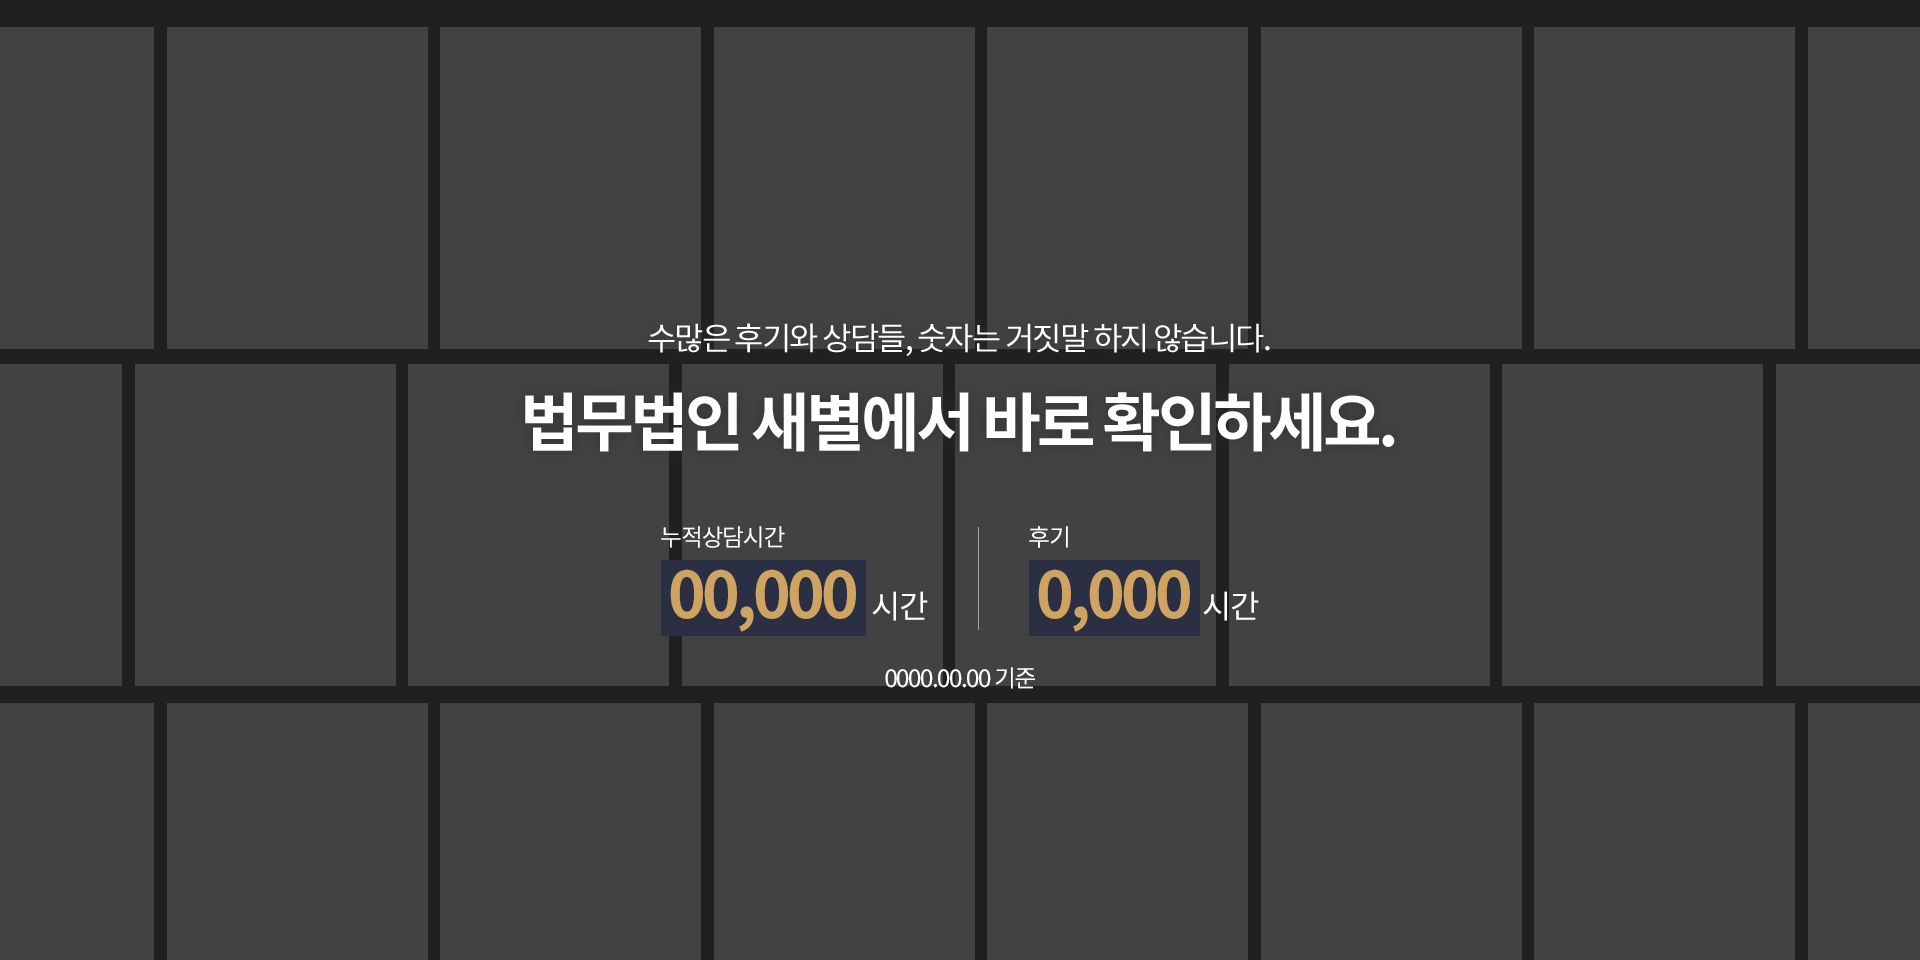 수많은 후기와 상담들, 숫자는 거짓말 하지 않습니다.
법무법인 새별에서 바로 확인하세요.
누적상담시간
00,000 시간
후기
0,000 시간
0000.00.00 기준